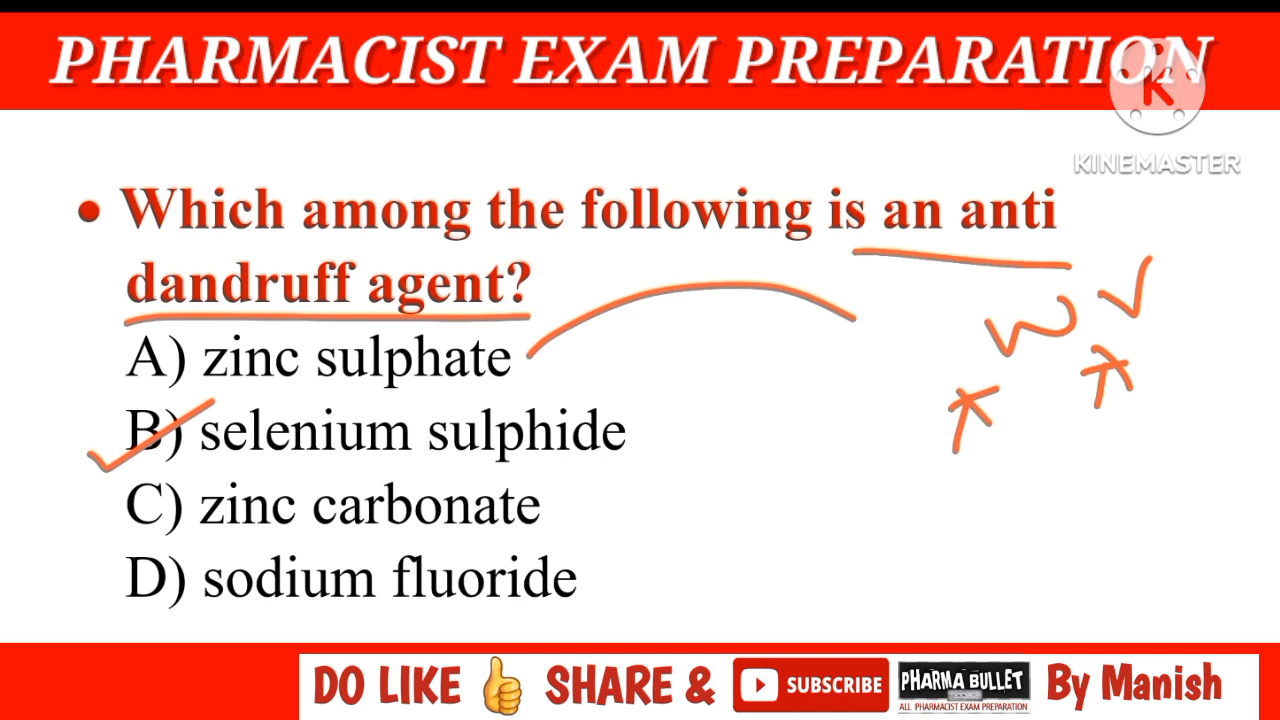 PHARMACIST EXAM PREPARATION
K
KINEMASTER
• Which among the following is an anti
dandruff agent?
A) zinc sulphate
B) selenium sulphide
C) zinc carbonate
D) sodium fluoride
DO LIKE 👍 SHARE & SUBSCRIBE PHARMA BULLET By Manish
ALL PHARMACIST EXAM PREPARATION